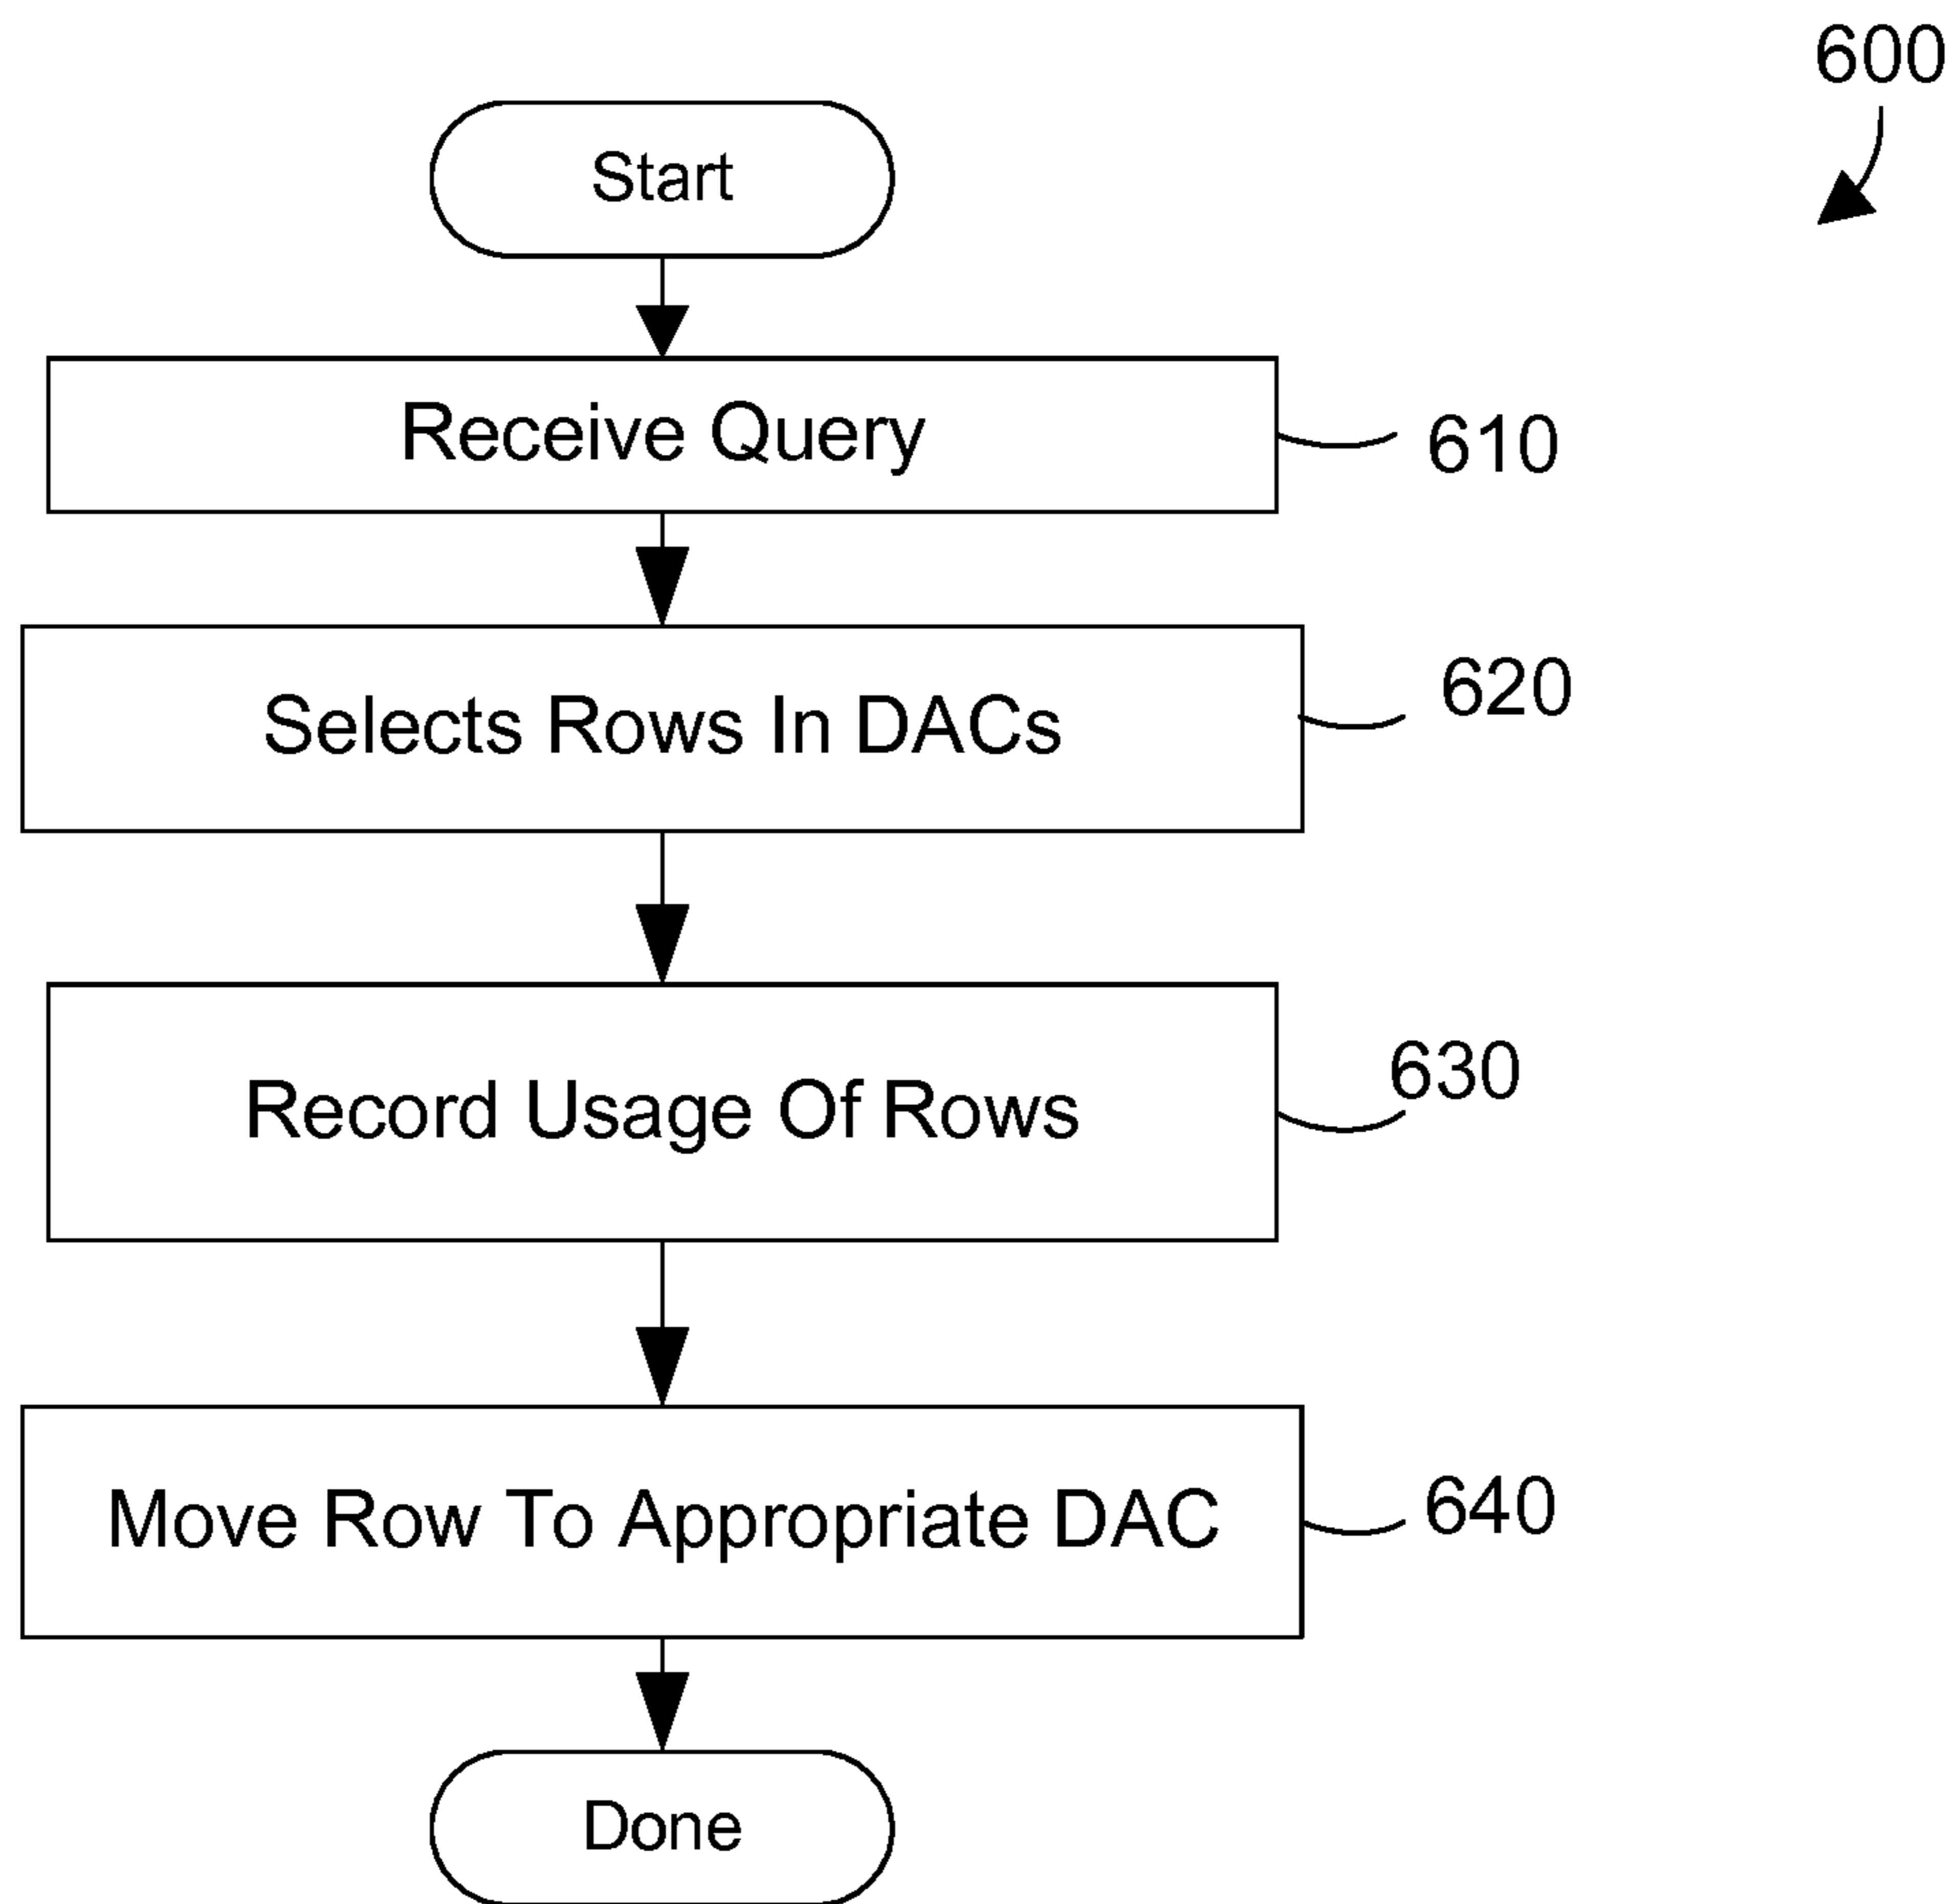 600
Start
Receive Query
610
Selects Rows In DACs
620
Record Usage Of Rows
630
Move Row To Appropriate DAC
640
Done